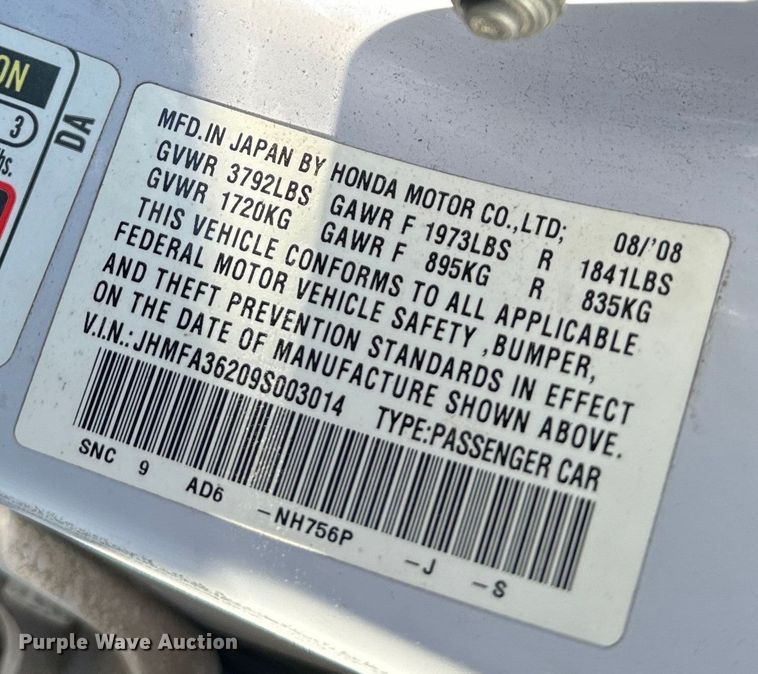 ON
3
hs.
DA
MFD.IN JAPAN BY HONDA MOTOR CO.,LTD; 08/'08
GVWR 3792LBS GAWR F 1973LBS R 1841LBS
GVWR 1720KG GAWR F 895KG R 835KG
THIS VEHICLE CONFORMS TO ALL APPLICABLE
FEDERAL MOTOR VEHICLE SAFETY ,BUMPER,
AND THEFT PREVENTION STANDARDS IN EFFECT
ON THE DATE OF MANUFACTURE SHOWN ABOVE.
V.I.N.: JHMFA36209S003014 TYPE:PASSENGER CAR
SNC 9 AD6 -NH756P -J -S
Purple Wave Auction